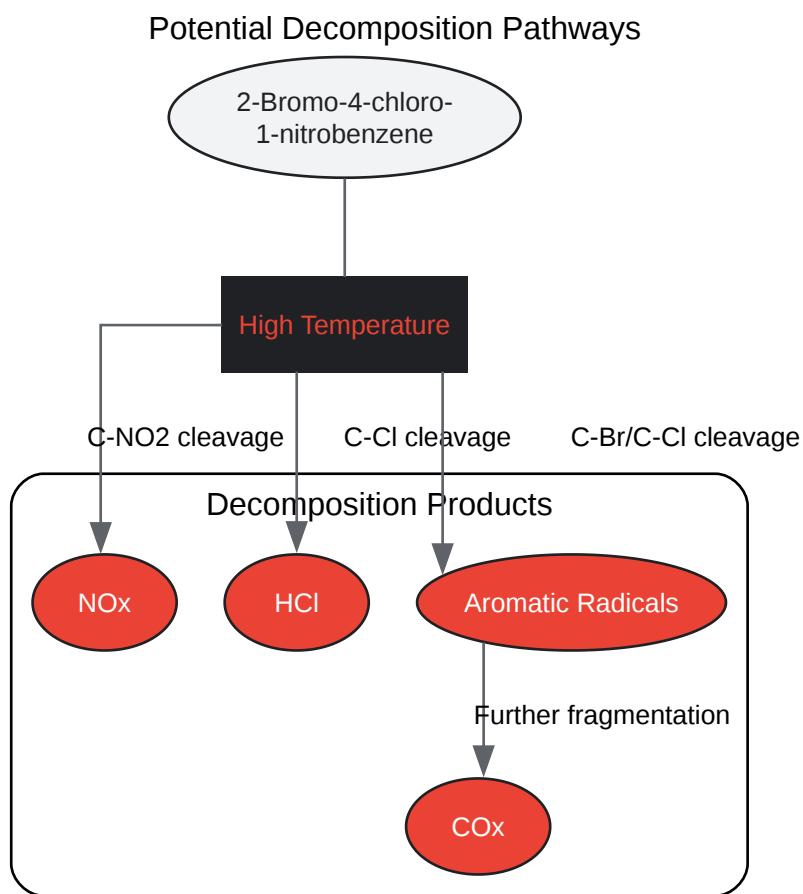 Potential Decomposition Pathways
2-Bromo-4-chloro-
1-nitrobenzene
High Temperature
C-NO2 cleavage
C-Cl cleavage
C-Br/C-Cl cleavage
Decomposition Products
NOx
HCl
Aromatic Radicals
Further fragmentation
COx